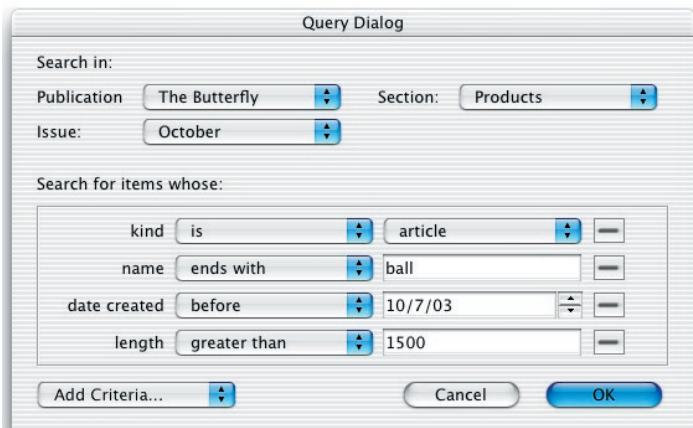 Query Dialog
Search in:
Publication The Butterfly Section: Products
Issue: October
Search for items whose:
kind is article
name ends with ball
date created before 10/7/03
length greater than 1500
Add Criteria... Cancel OK